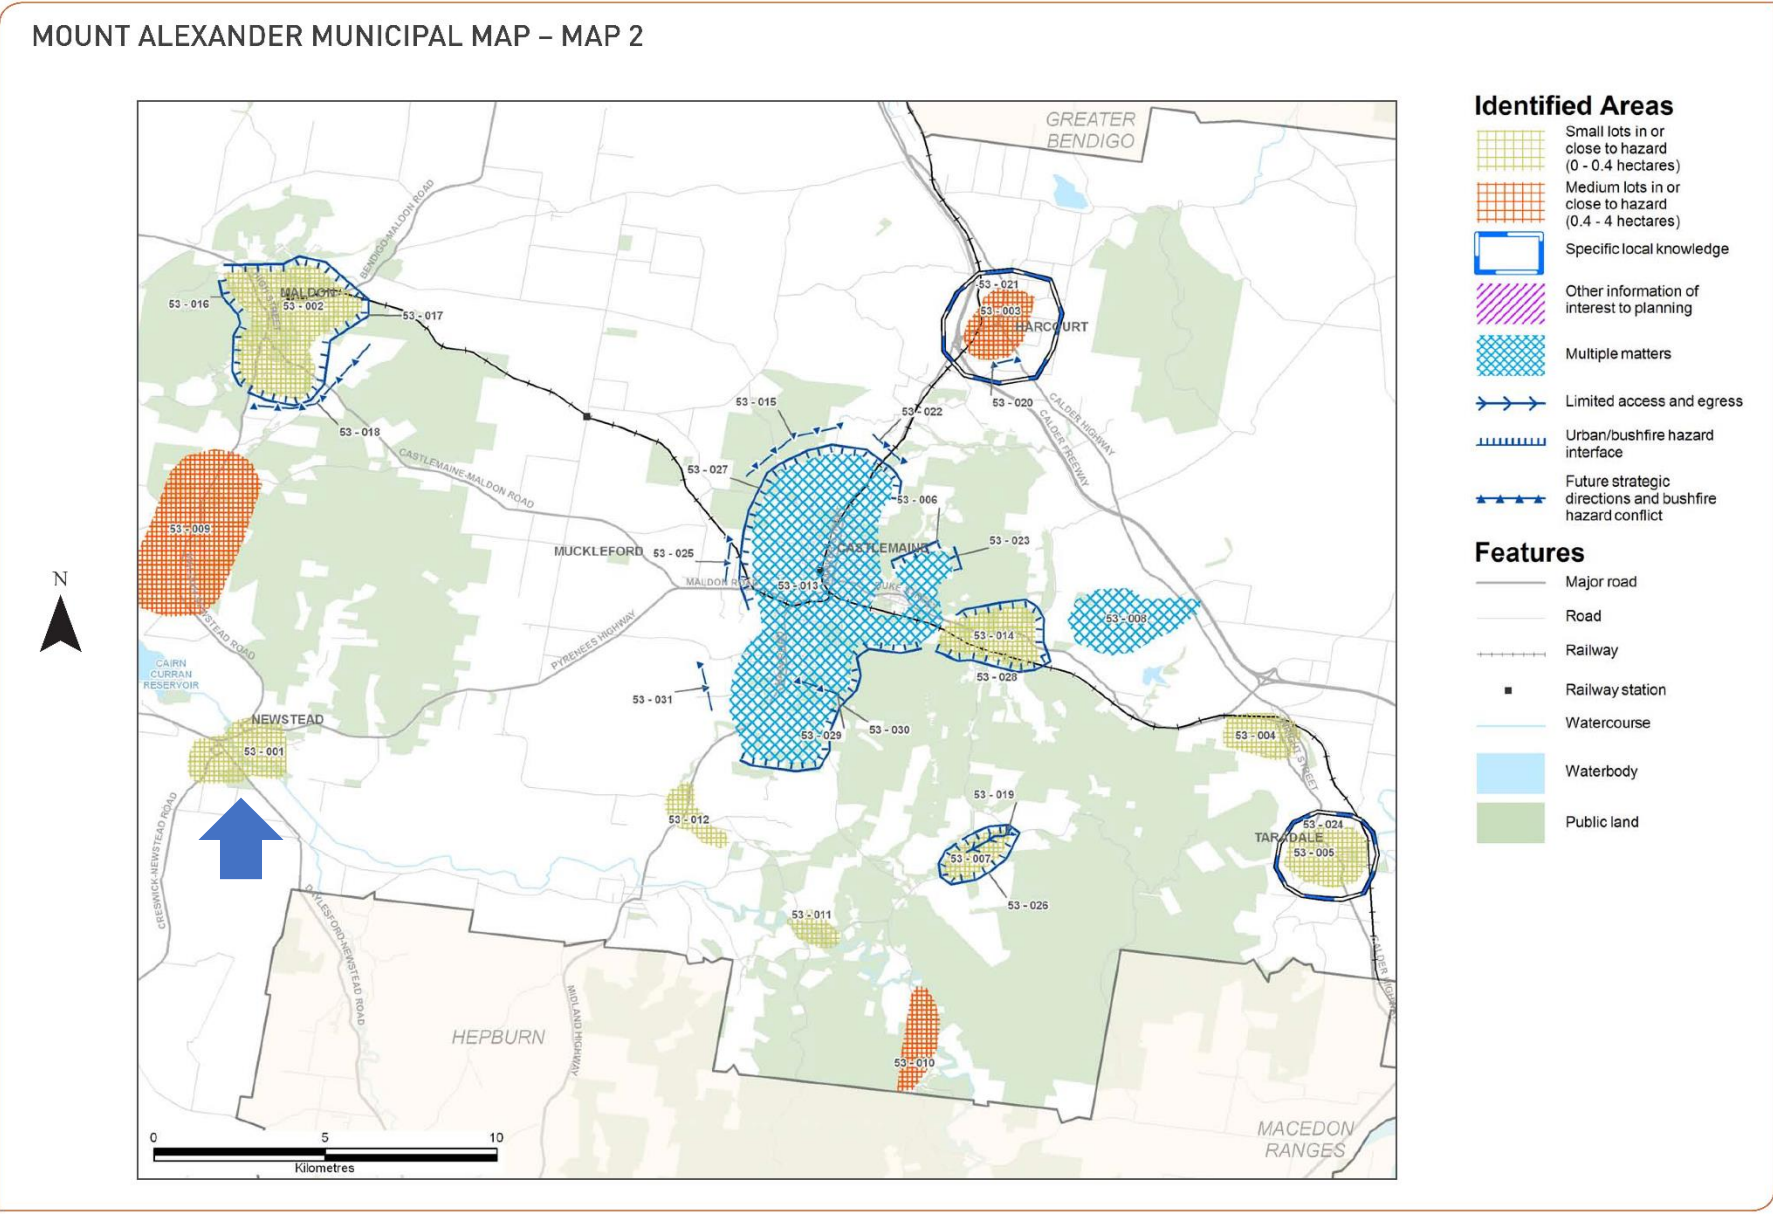 MOUNT ALEXANDER MUNICIPAL MAP – MAP 2
GREATER
BENDIGO
BENDIGO-MALDON ROAD
53 - 016
HIGH STREET
MALDON
53 - 002
53 - 017
53 - 021
53 - 003
HARCOURT
53 - 020
53 - 018
53 - 015
53 - 022
CALDER HIGHWAY
CALDER FREEWAY
CASTLEMAINE-MALDON ROAD
53 - 027
53 - 006
53 - 009
MUCKLEFORD
53 - 025
CASTLEMAINE
53 - 023
MALDON ROAD
53 - 013
53 - 014
53 - 008
PYRENEES HIGHWAY
N
CAIRN
CURRAN
RESERVOIR
53 - 028
53 - 031
NEWSTEAD
53 - 001
53 - 029
53 - 030
53 - 004
53 - 012
53 - 019
53 - 024
TARADALE
53 - 005
53 - 007
53 - 026
CRESWICK-NEWSTEAD ROAD
DAYLESFORD-NEWSTEAD ROAD
53 - 011
MIDLAND HIGHWAY
HEPBURN
53 - 010
MACEDON
RANGES
0 5 10
Kilometres
Identified Areas
Small lots in or
close to hazard
(0 - 0.4 hectares)
Medium lots in or
close to hazard
(0.4 - 4 hectares)
Specific local knowledge
Other information of
interest to planning
Multiple matters
Limited access and egress
Urban/bushfire hazard
interface
Future strategic
directions and bushfire
hazard conflict
Features
Major road
Road
Railway
Railway station
Watercourse
Waterbody
Public land